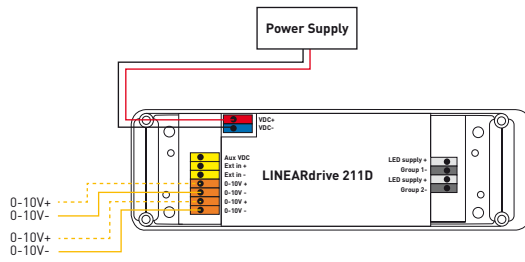 Power Supply
VDC+
VDC-
Aux VDC
Ext in +
Ext in -
0-10V +
0-10V -
0-10V +
0-10V -
LINEARdrive 211D
LED supply +
Group 1-
LED supply +
Group 2-
0-10V+
0-10V-
0-10V+
0-10V-